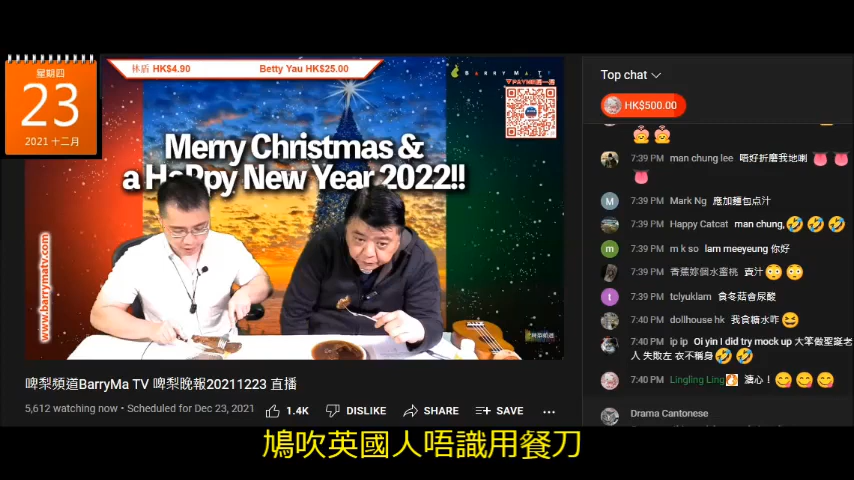 星期四
23
2021 十二月
林盾 HK$4.90
Betty Yau HK$25.00
BARRYMATV
Merry Christmas &
a Happy New Year 2022!!
www.barrymatv.com
啤梨頻道BarryMa TV 啤梨晚報20211223 直播
5,612 watching now • Scheduled for Dec 23, 2021
1.4K
DISLIKE
SHARE
SAVE
Top chat
HK$500.00
7:39 PM man chung lee 唔好折磨我地喇
7:39 PM Mark Ng 應加麵包点汁
7:39 PM Happy Catcat man chung,
7:39 PM m k so lam meeyeung 你好
7:39 PM 香蕉妳個水蜜桃 貢汁
7:39 PM tclyuklam 食冬菇會尿酸
7:40 PM dollhouse hk 我食糖水咋
7:40 PM ip ip Oi yin I did try mock up 大笨做聖誕老
人 失敗左 衣不稱身
7:40 PM Lingling Ling 溏心！
Drama Cantonese
鳩吹英國人唔識用餐刀